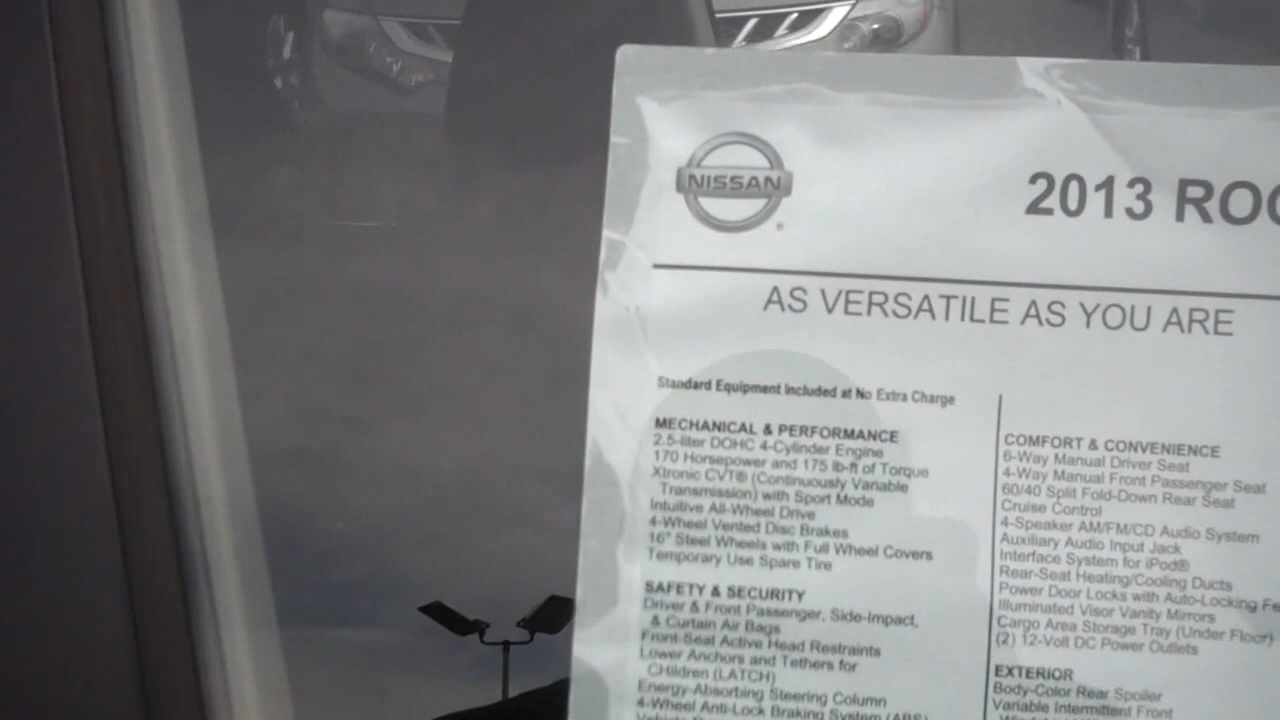 NISSAN
2013
AS VERSATILE AS YOU ARE
Standard Equipment Included at No Extra Charge
MECHANICAL & PERFORMANCE
2.5-liter DOHC 4-Cylinder Engine
170 Horsepower and 175 lb-ft of Torque
Xtronic CVT® (Continuously Variable
Transmission) with Sport Mode
Intuitive All-Wheel Drive
4-Wheel Vented Disc Brakes
16" Steel Wheels with Full Wheel Covers
Temporary Use Spare Tire
SAFETY & SECURITY
Driver & Front Passenger, Side-Impact,
& Curtain Air Bags
Front-Seat Active Head Restraints
Lower Anchors and Tethers for
CHildren (LATCH)
Energy-Absorbing Steering Column
4-Wheel Anti-Lock Braking System (ABS)
COMFORT & CONVENIENCE
6-Way Manual Driver Seat
4-Way Manual Front Passenger Seat
60/40 Split Fold-Down Rear Seat
Cruise Control
4-Speaker AM/FM/CD Audio System
Auxiliary Audio Input Jack
Interface System for iPod®
Rear-Seat Heating/Cooling Ducts
Power Door Locks with Auto-Locking
Illuminated Visor Vanity Mirrors
Cargo Area Storage Tray (Under Floor)
(2) 12-Volt DC Power Outlets
EXTERIOR
Body-Color Rear Spoiler
Variable Intermittent Front